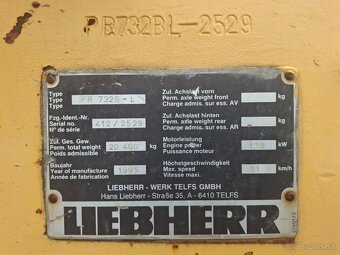 PR732BL-2529
Typ
Type
Type
PR 732B-L
Fzg.-Ident.-Nr.
Serial no.
N° de série
412/2529
Zul. Ges. Gew.
Perm. total weight
Poids admissible
20 400 kg
Baujahr
Year of manufacture
Année de fabrication
1995
Zul. Achslast vorn
Perm. axle weight front
Charge admis. sur ess. AV
kg
Zul. Achslast hinten
Perm. axle weight rear
Charge admis. sur ess. AR
kg
Motorleistung
Engine power
Puissance du moteur
132 kW
Höchstgeschwindigkeit
Max. speed
Vitesse max.
11 km/h
LIEBHERR - WERK TELFS GMBH
Hans Liebherr - Straße 35, A - 6410 TELFS
LIEBHERR